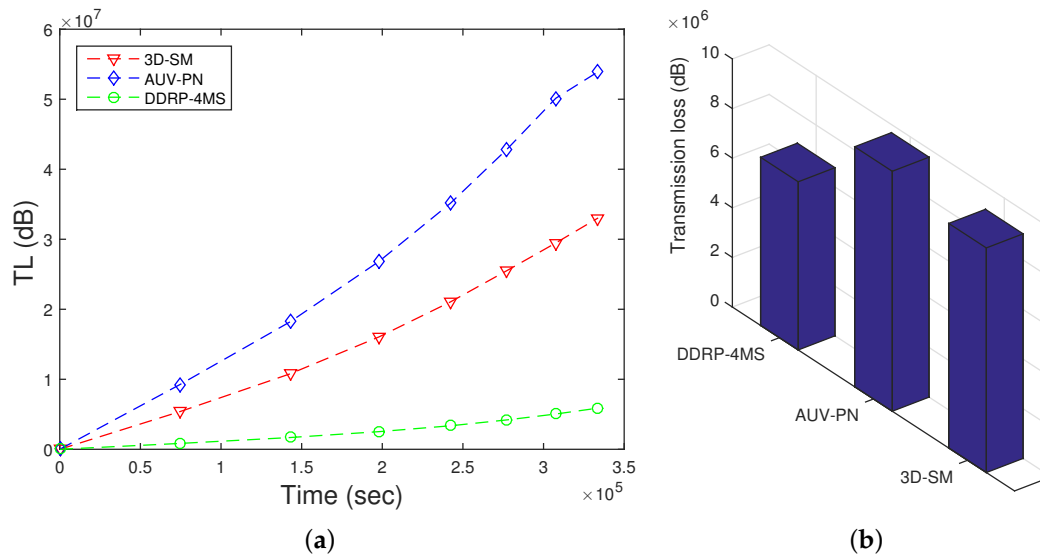 ×10^7
6
5
4
3
2
1
0
TL (dB)
3D-SM
AUV-PN
DDRP-4MS
0 0.5 1 1.5 2 2.5 3 3.5
×10^5
Time (sec)
(a)
×10^6
10
8
6
4
2
0
Transmission loss (dB)
DDRP-4MS
AUV-PN
3D-SM
(b)